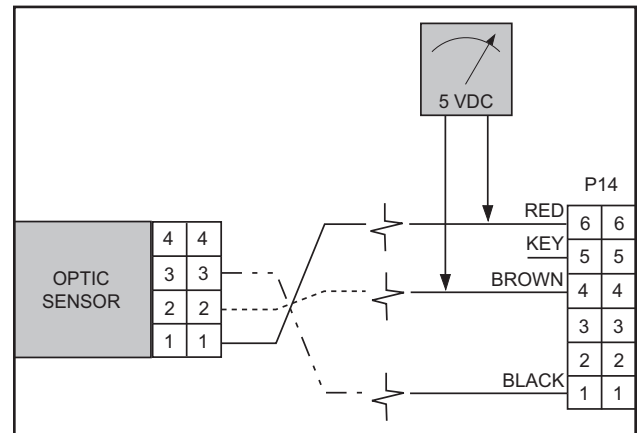 5 VDC
P14
RED 6 6
KEY 5 5
BROWN 4 4
3 3
2 2
BLACK 1 1
OPTIC
SENSOR
4 4
3 3
2 2
1 1